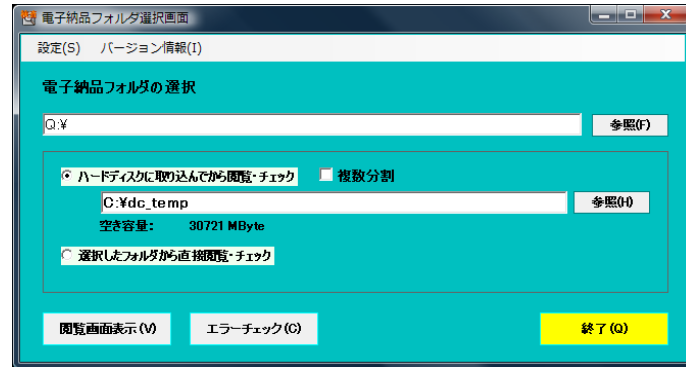 電子納品フォルダ選択画面
設定(S) バージョン情報(I)
電子納品フォルダの選択
Q:¥
参照(F)
ハードディスクに取り込んでから閲覧・チェック 複数分割
C:¥dc_temp
参照(H)
空き容量: 30721 MByte
選択したフォルダから直接閲覧・チェック
閲覧画面表示(V) エラーチェック(C) 終了(Q)